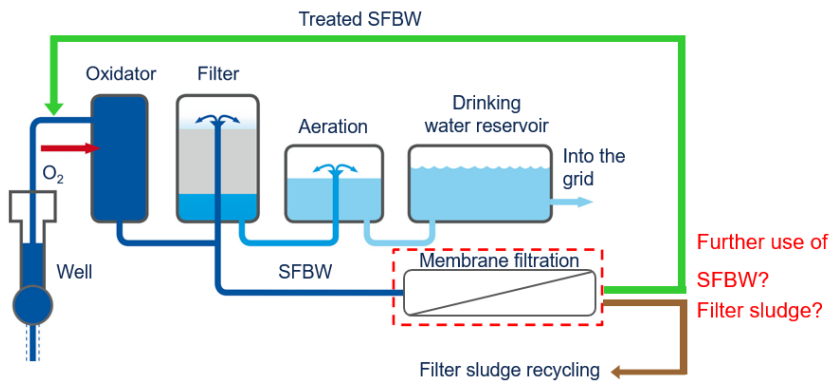 Treated SFBW
Oxidator
Filter
Aeration
Drinking
water reservoir
Into the
grid
O₂
Well
SFBW
Membrane filtration
Further use of
SFBW?
Filter sludge?
Filter sludge recycling